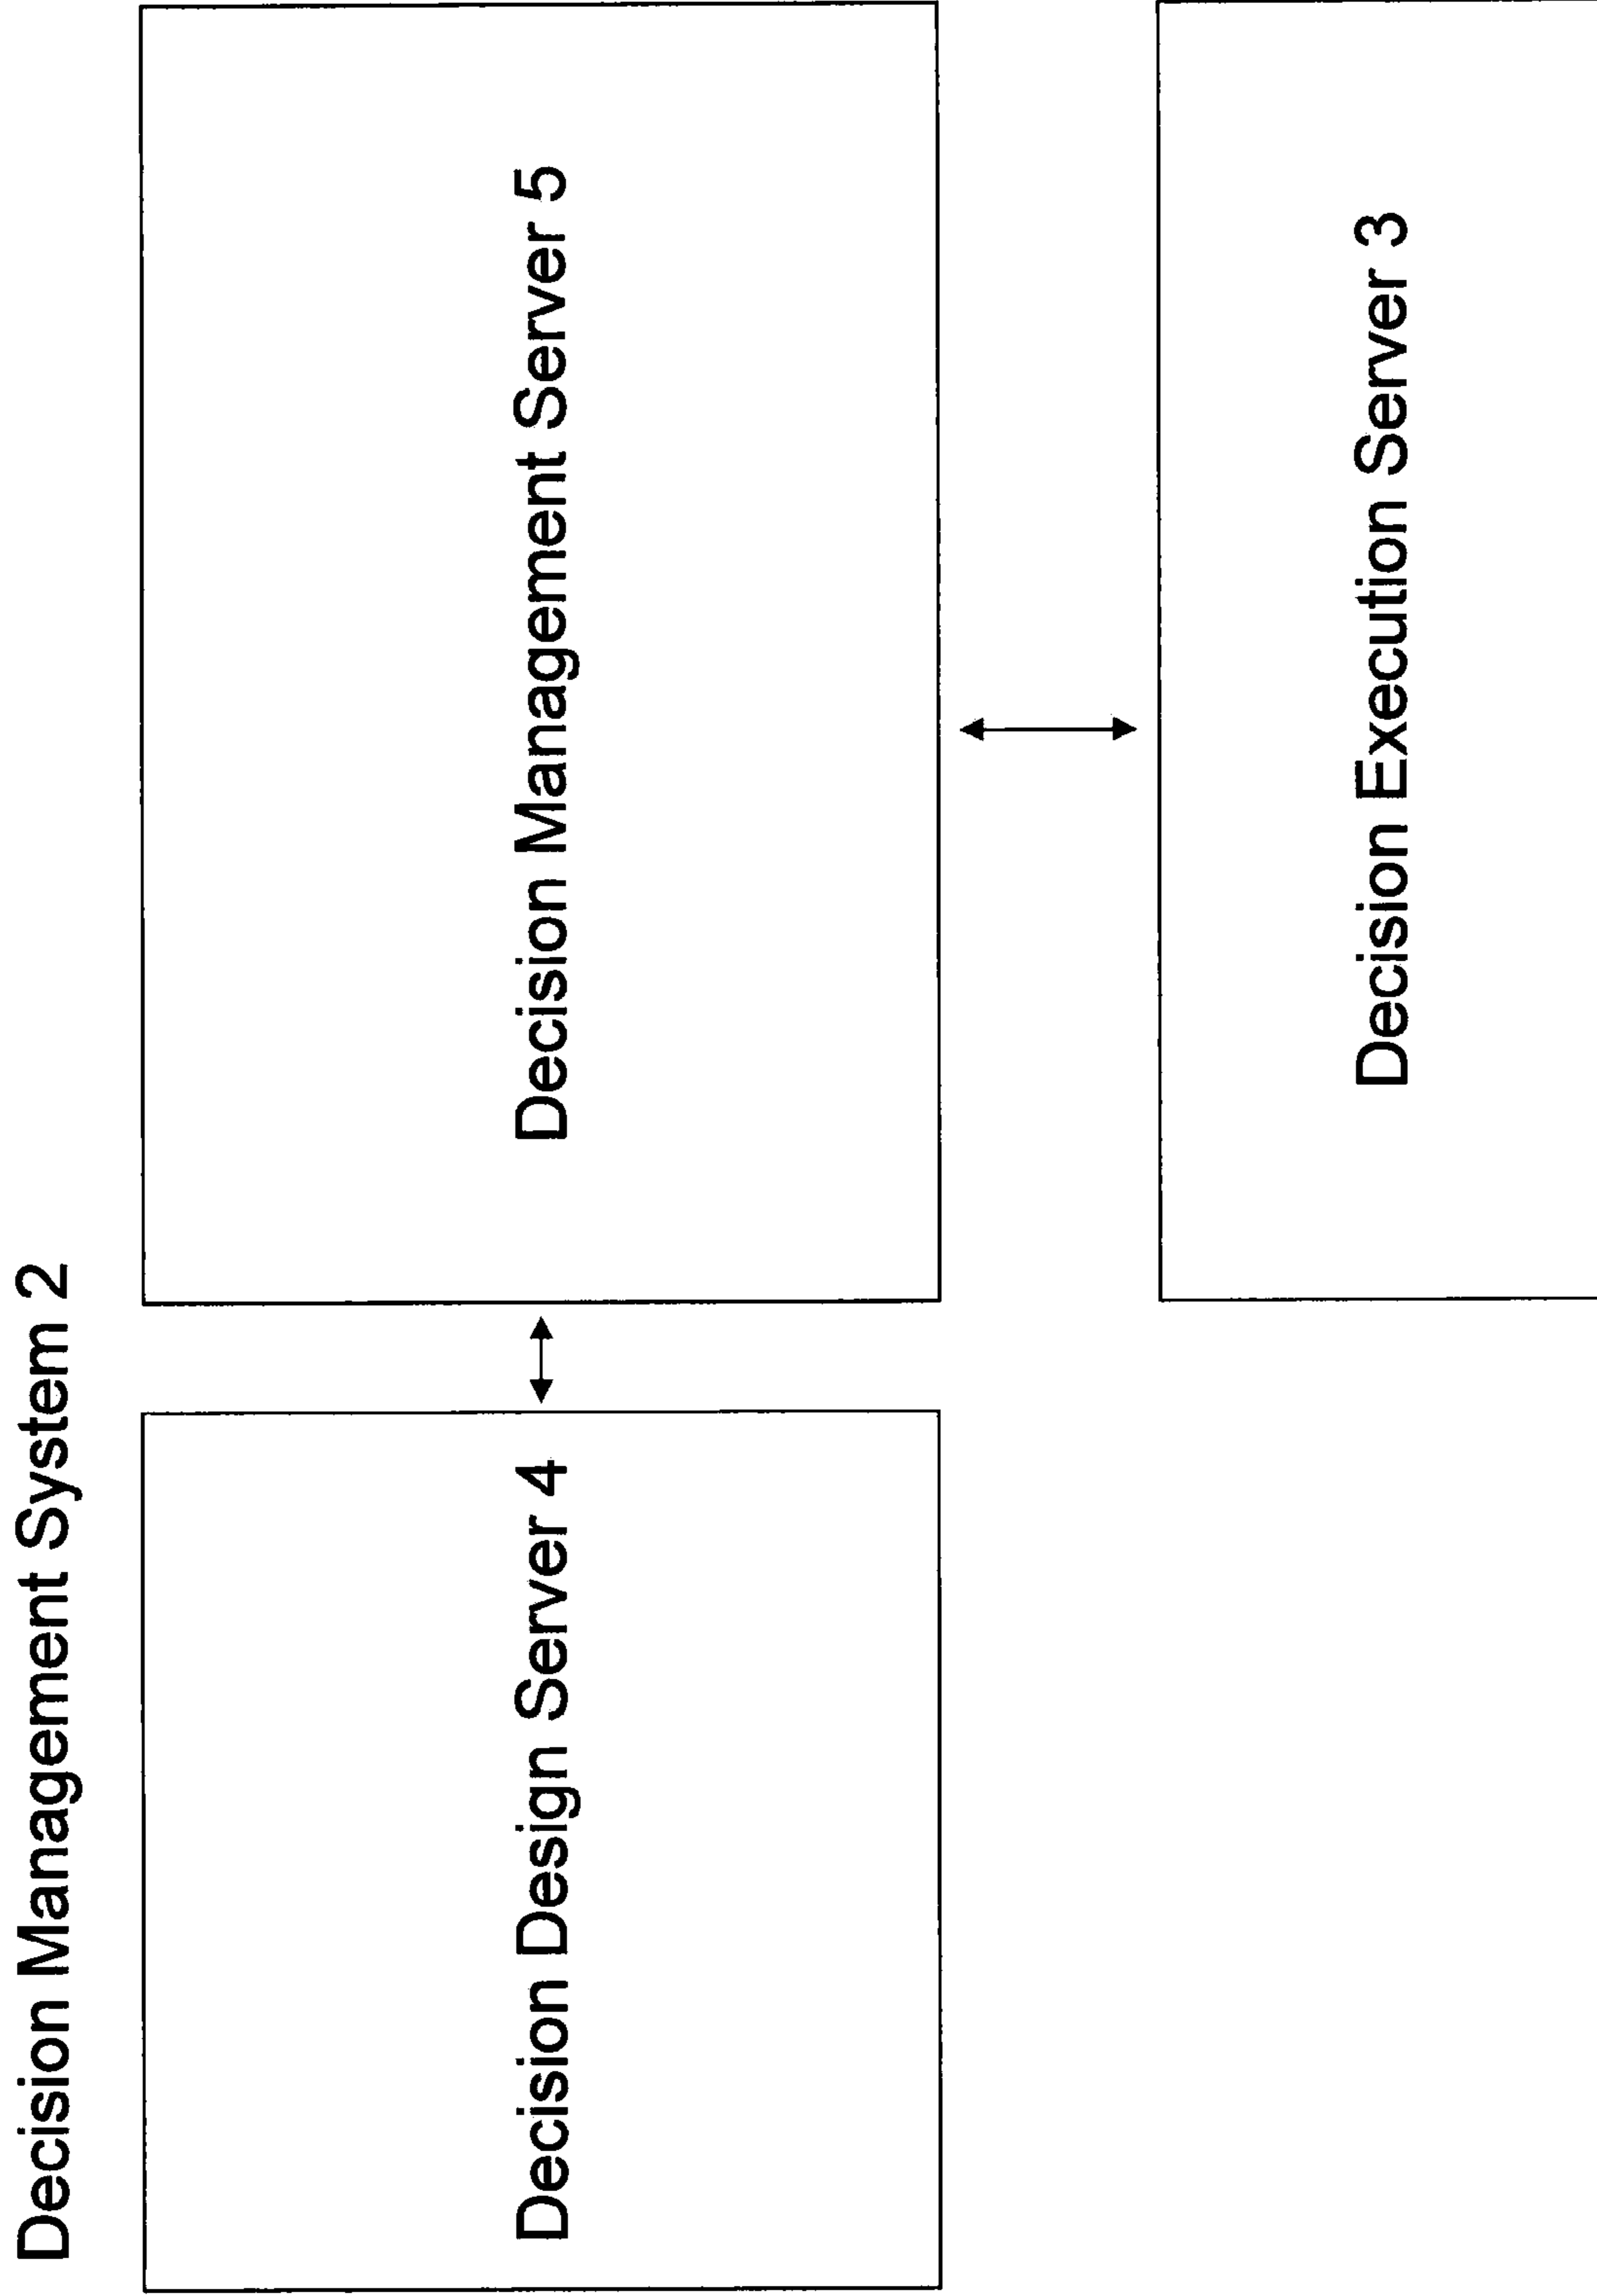 Decision Management System 2
Decision Design Server 4
Decision Management Server 5
Decision Execution Server 3